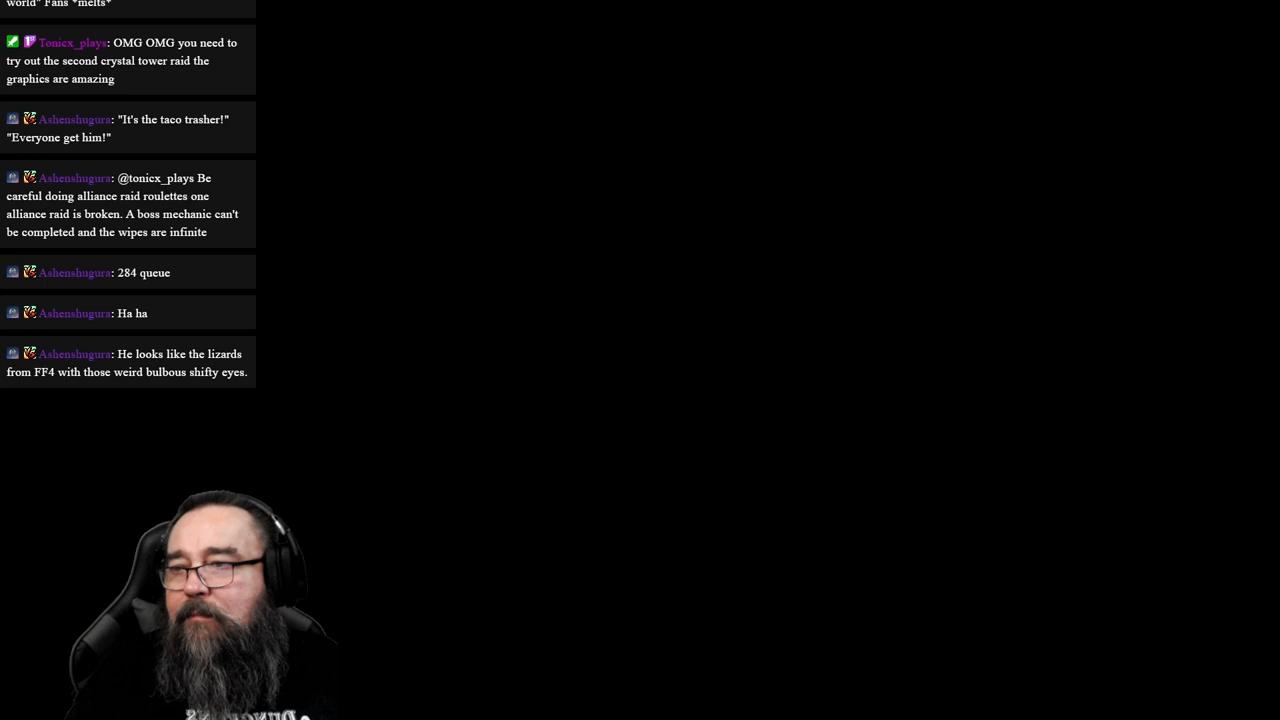 world" Fans *melts*
Tonicx_plays: OMG OMG you need to
try out the second crystal tower raid the
graphics are amazing
Ashenshugura: "It's the taco trasher!"
"Everyone get him!"
Ashenshugura: @tonicx_plays Be
careful doing alliance raid roulettes one
alliance raid is broken. A boss mechanic can't
be completed and the wipes are infinite
Ashenshugura: 284 queue
Ashenshugura: Ha ha
Ashenshugura: He looks like the lizards
from FF4 with those weird bulbous shifty eyes.